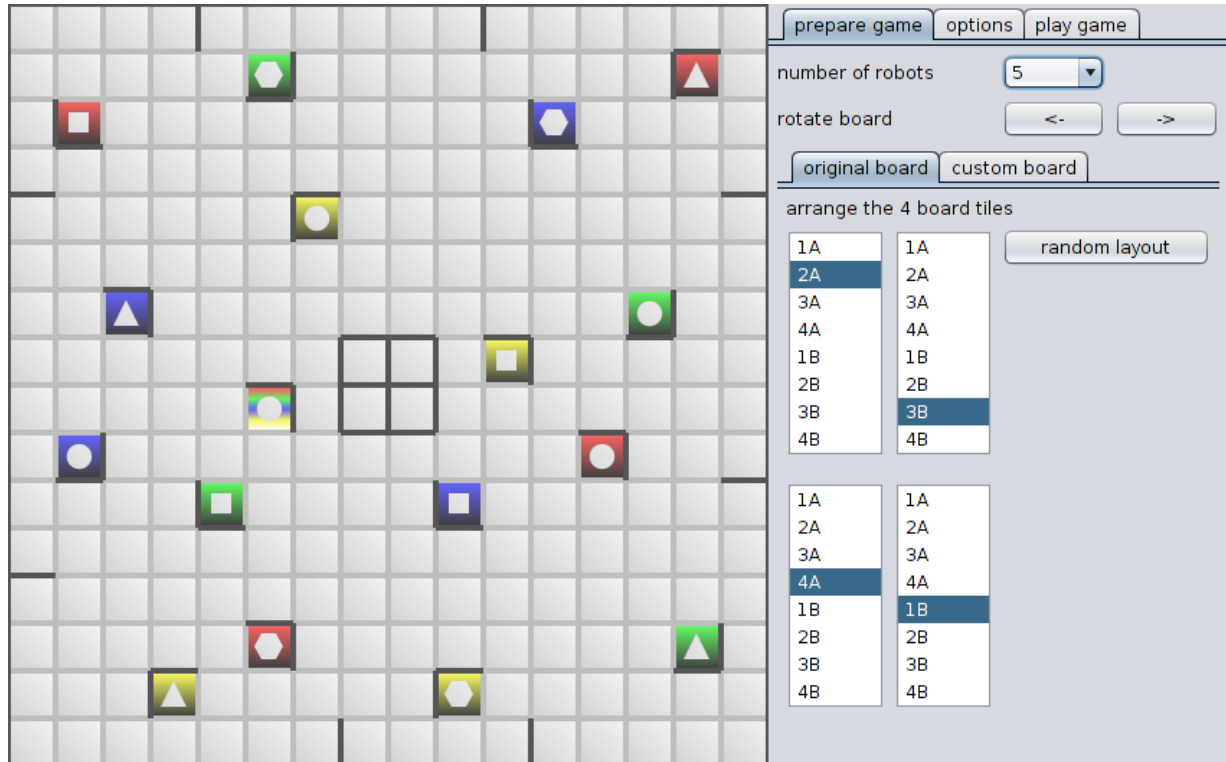 prepare game options play game
number of robots 5
rotate board <- ->
original board custom board
arrange the 4 board tiles
1A 1A random layout
2A 2A
3A 3A
4A 4A
1B 1B
2B 2B
3B 3B
4B 4B
1A 1A
2A 2A
3A 3A
4A 4A
1B 1B
2B 2B
3B 3B
4B 4B